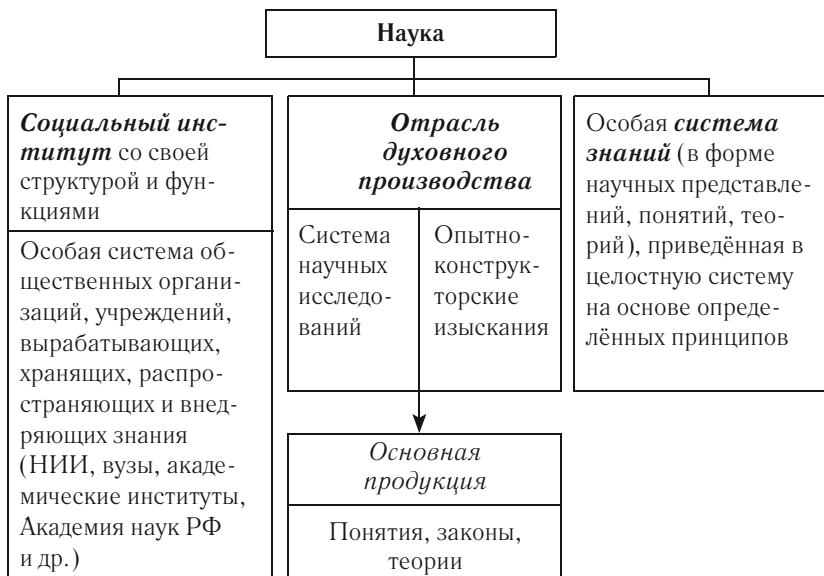 Наука
Социальный инс-
титут со своей
структурой и фун-
кциями
Особая система об-
щественных органи-
заций, учреждений,
вырабатывающих,
хранящих, распро-
страняющих и внед-
ряющих знания
(НИИ, вузы, акаде-
мические институты,
Академия наук РФ
и др.)
Отрасль
духовного
производства
Система
научных
исследо-
ваний
Опытно-
конструк-
торские
изыскания
Основная
продукция
Понятия, законы,
теории
Особая система
знаний (в форме
научных представле-
ний, понятий, тео-
рий), приведённая в
целостную систему
на основе опреде-
лённых принципов